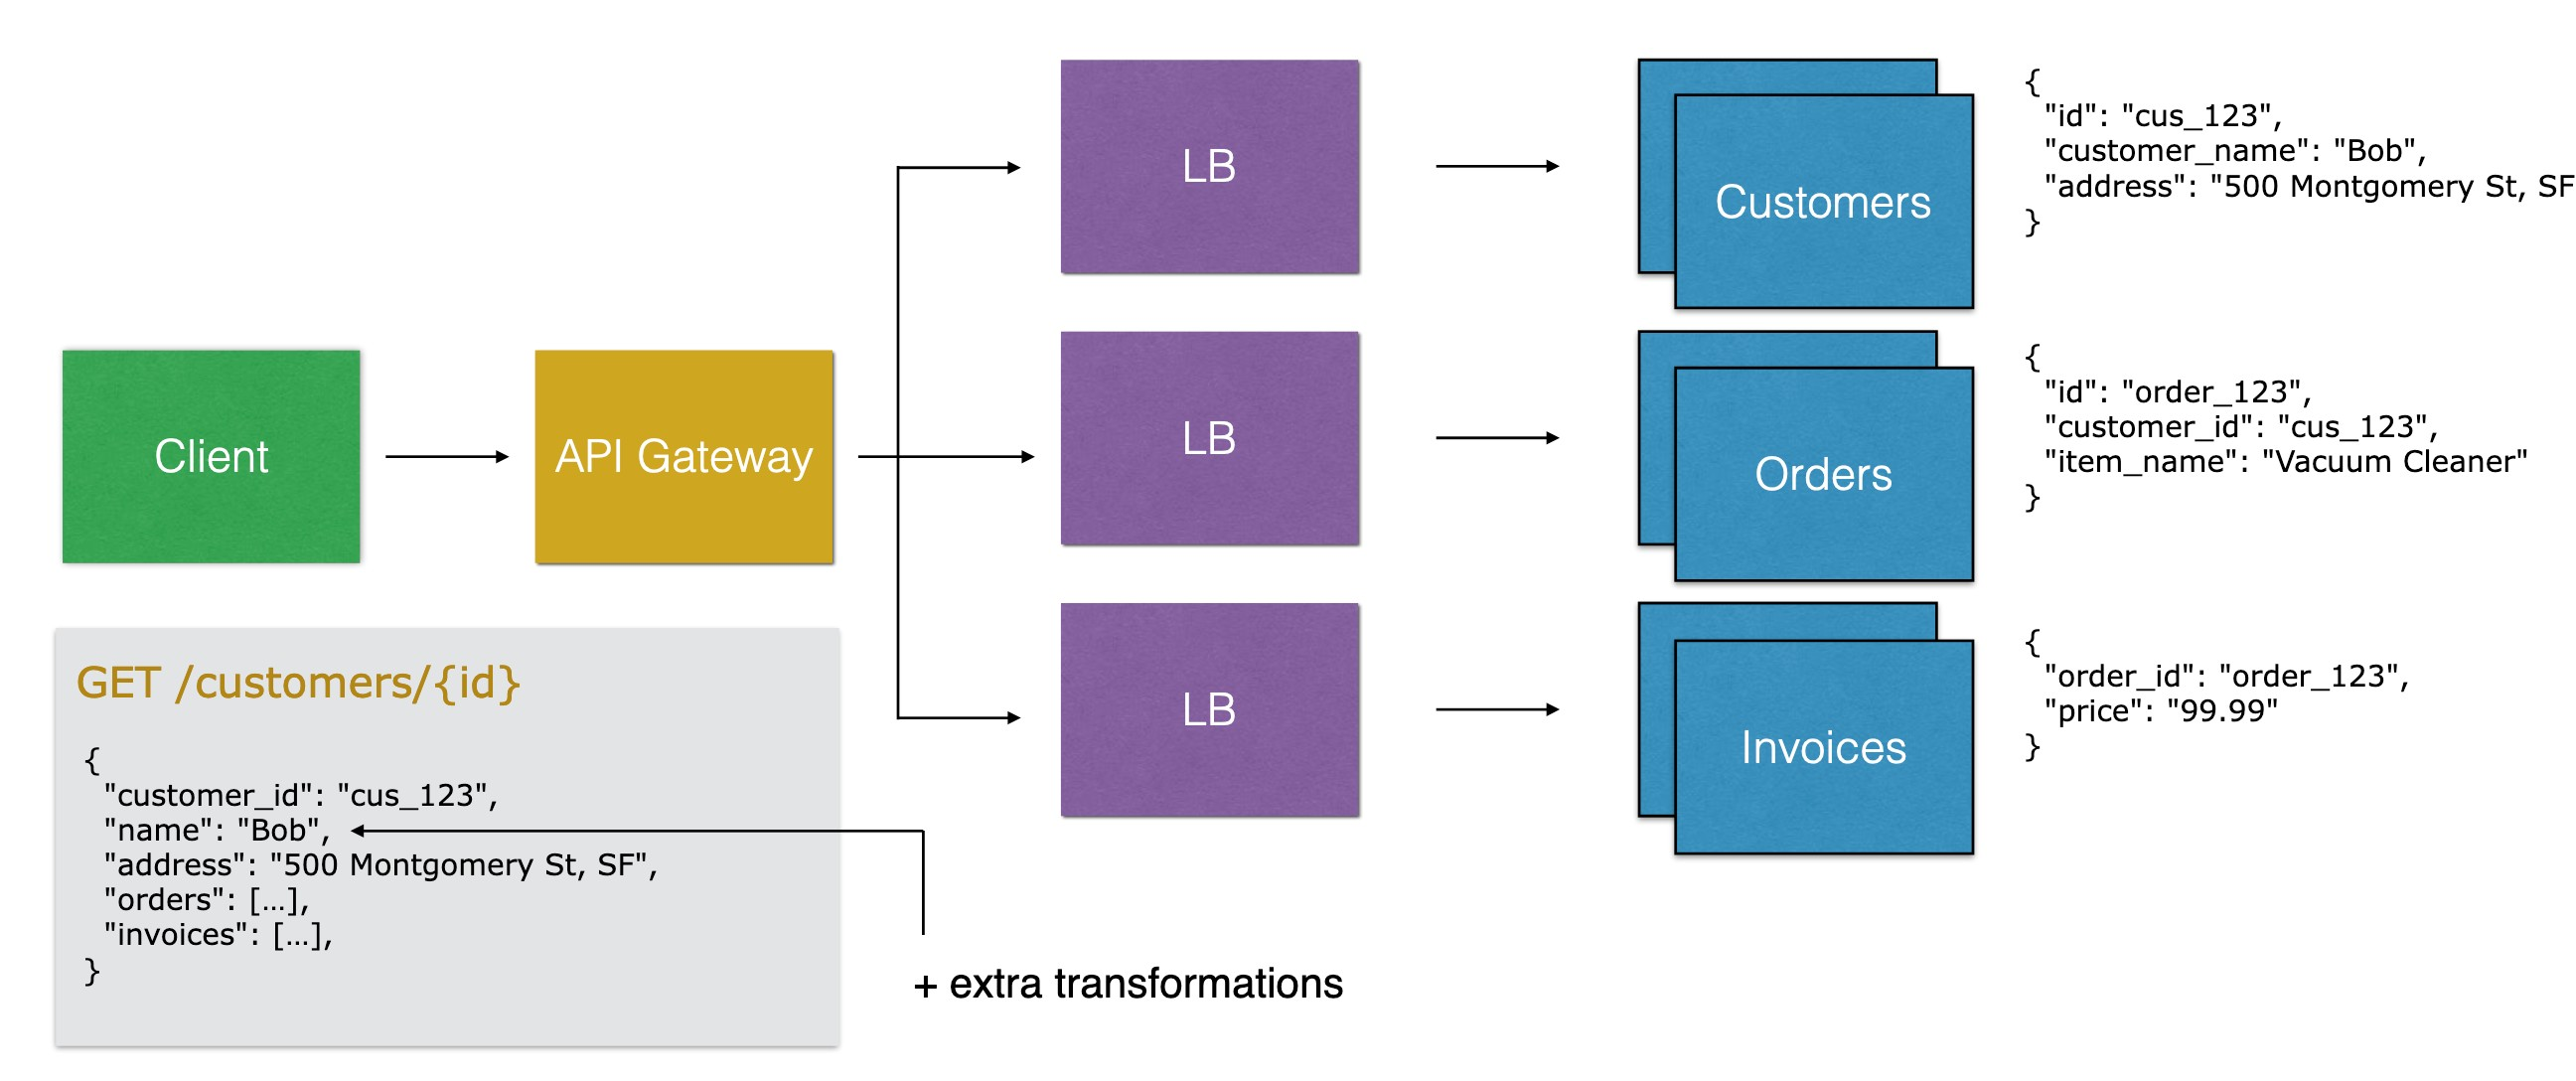 Client
API Gateway
LB
LB
LB
Customers
Orders
Invoices
{
"id": "cus_123",
"customer_name": "Bob",
"address": "500 Montgomery St, SF
}
{
"id": "order_123",
"customer_id": "cus_123",
"item_name": "Vacuum Cleaner"
}
{
"order_id": "order_123",
"price": "99.99"
}
GET /customers/{id}
{
"customer_id": "cus_123",
"name": "Bob",
"address": "500 Montgomery St, SF",
"orders": […],
"invoices": […],
}
+ extra transformations